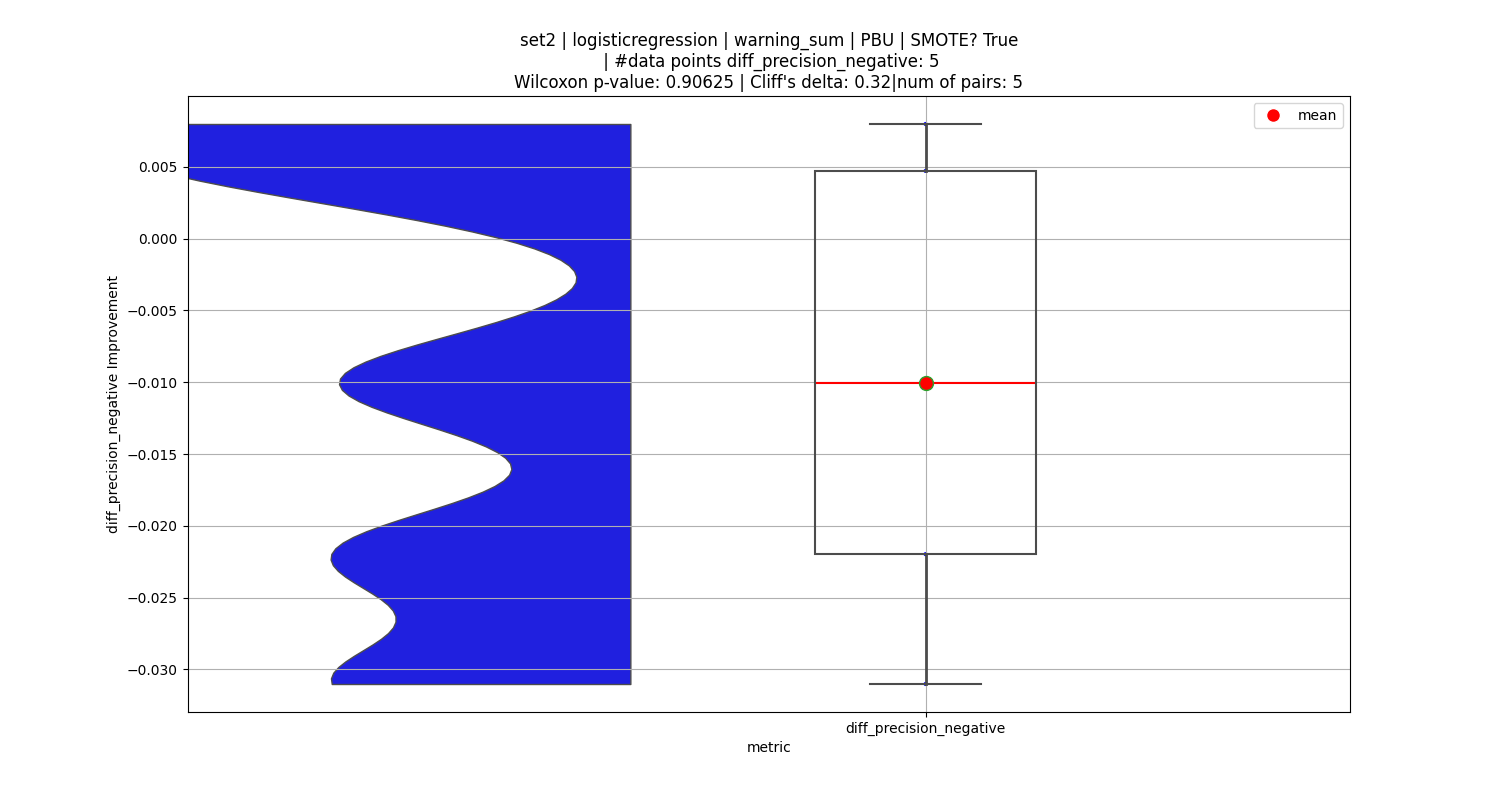 set2 | logisticregression | warning_sum | PBU | SMOTE? True
| #data points diff_precision_negative: 5
Wilcoxon p-value: 0.90625 | Cliff's delta: 0.32|num of pairs: 5
mean
0.005
0.000
−0.005
−0.010
−0.015
−0.020
−0.025
−0.030
diff_precision_negative Improvement
diff_precision_negative
metric